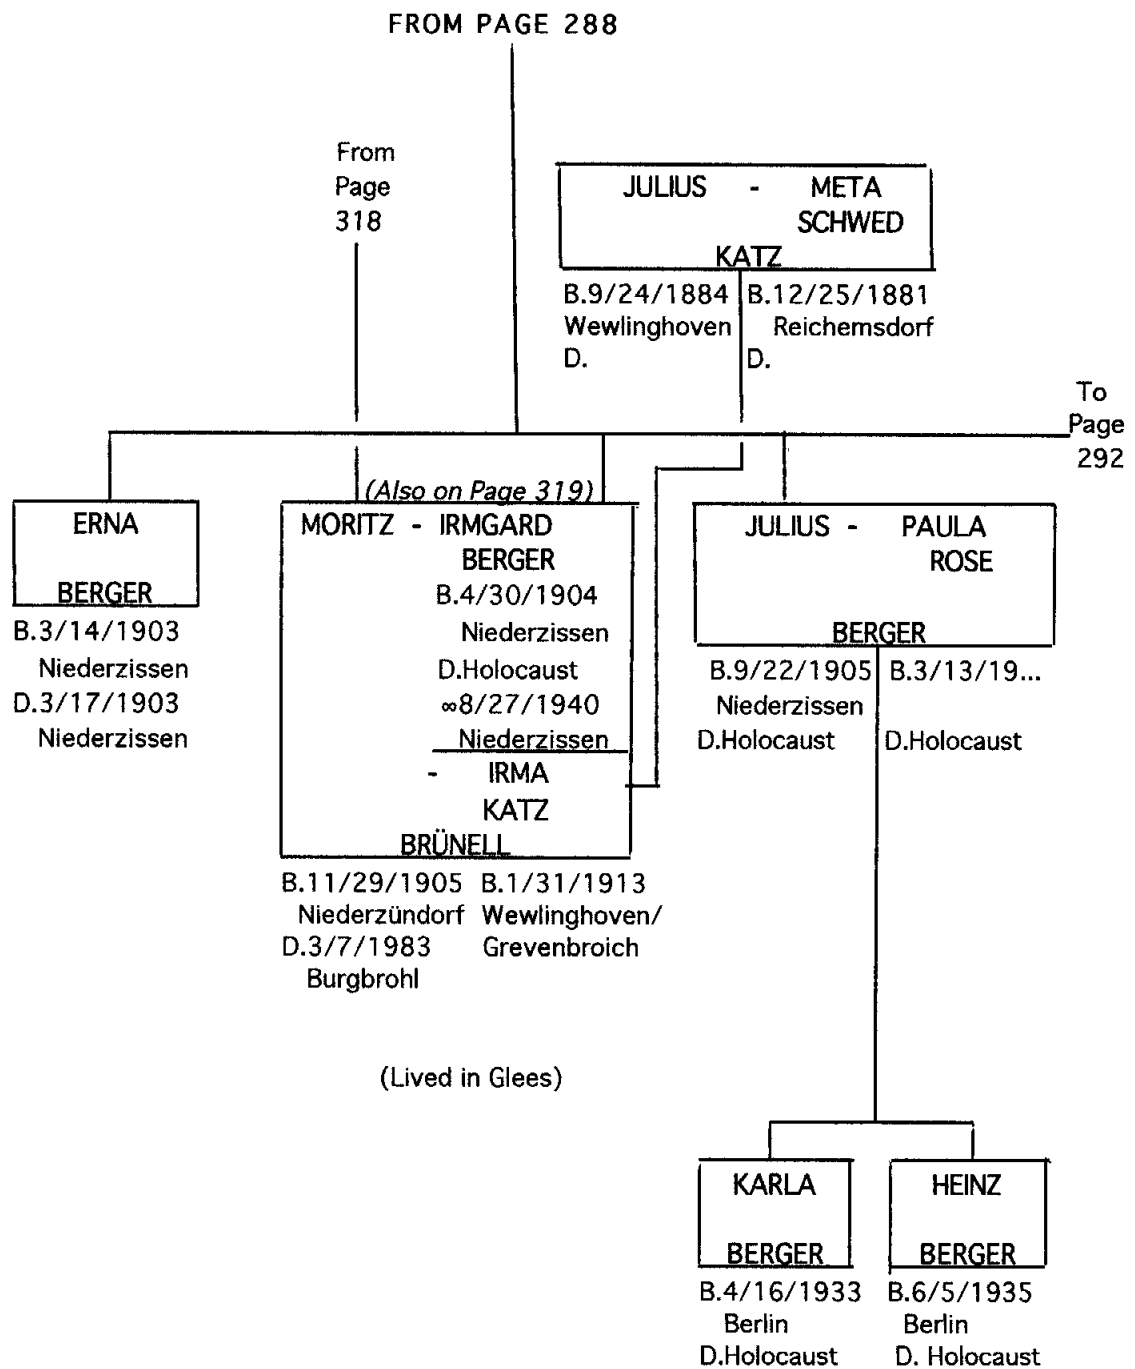 FROM PAGE 288
From
Page
318
JULIUS - META
SCHWED
KATZ
B.9/24/1884 B.12/25/1881
Wewlinghoven Reichemsdorf
D. D.
To
Page
292
(Also on Page 319)
ERNA
BERGER
B.3/14/1903
Niederzissen
D.3/17/1903
Niederzissen
MORITZ - IRMGARD
BERGER
B.4/30/1904
Niederzissen
D.Holocaust
∞8/27/1940
Niederzissen
- IRMA
KATZ
BRÜNELL
B.11/29/1905 B.1/31/1913
Niederzündorf Wewlinghoven/
D.3/7/1983 Grevenbroich
Burgbrohl
(Lived in Glees)
JULIUS - PAULA
ROSE
BERGER
B.9/22/1905 B.3/13/19...
Niederzissen
D.Holocaust D.Holocaust
KARLA
BERGER
B.4/16/1933
Berlin
D.Holocaust
HEINZ
BERGER
B.6/5/1935
Berlin
D. Holocaust